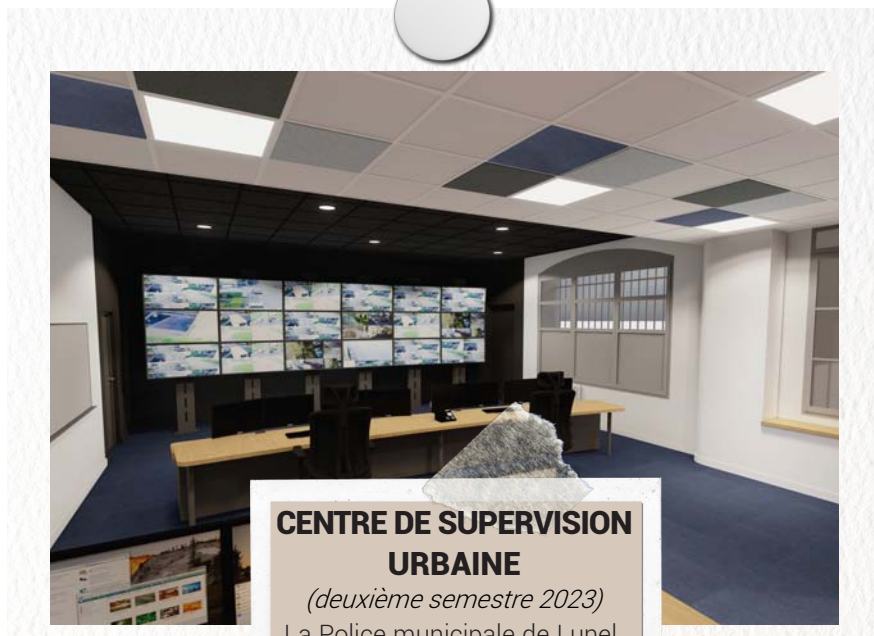 CENTRE DE SUPERVISION
URBAINE
(deuxième semestre 2023)
La Police municipale de Lunel